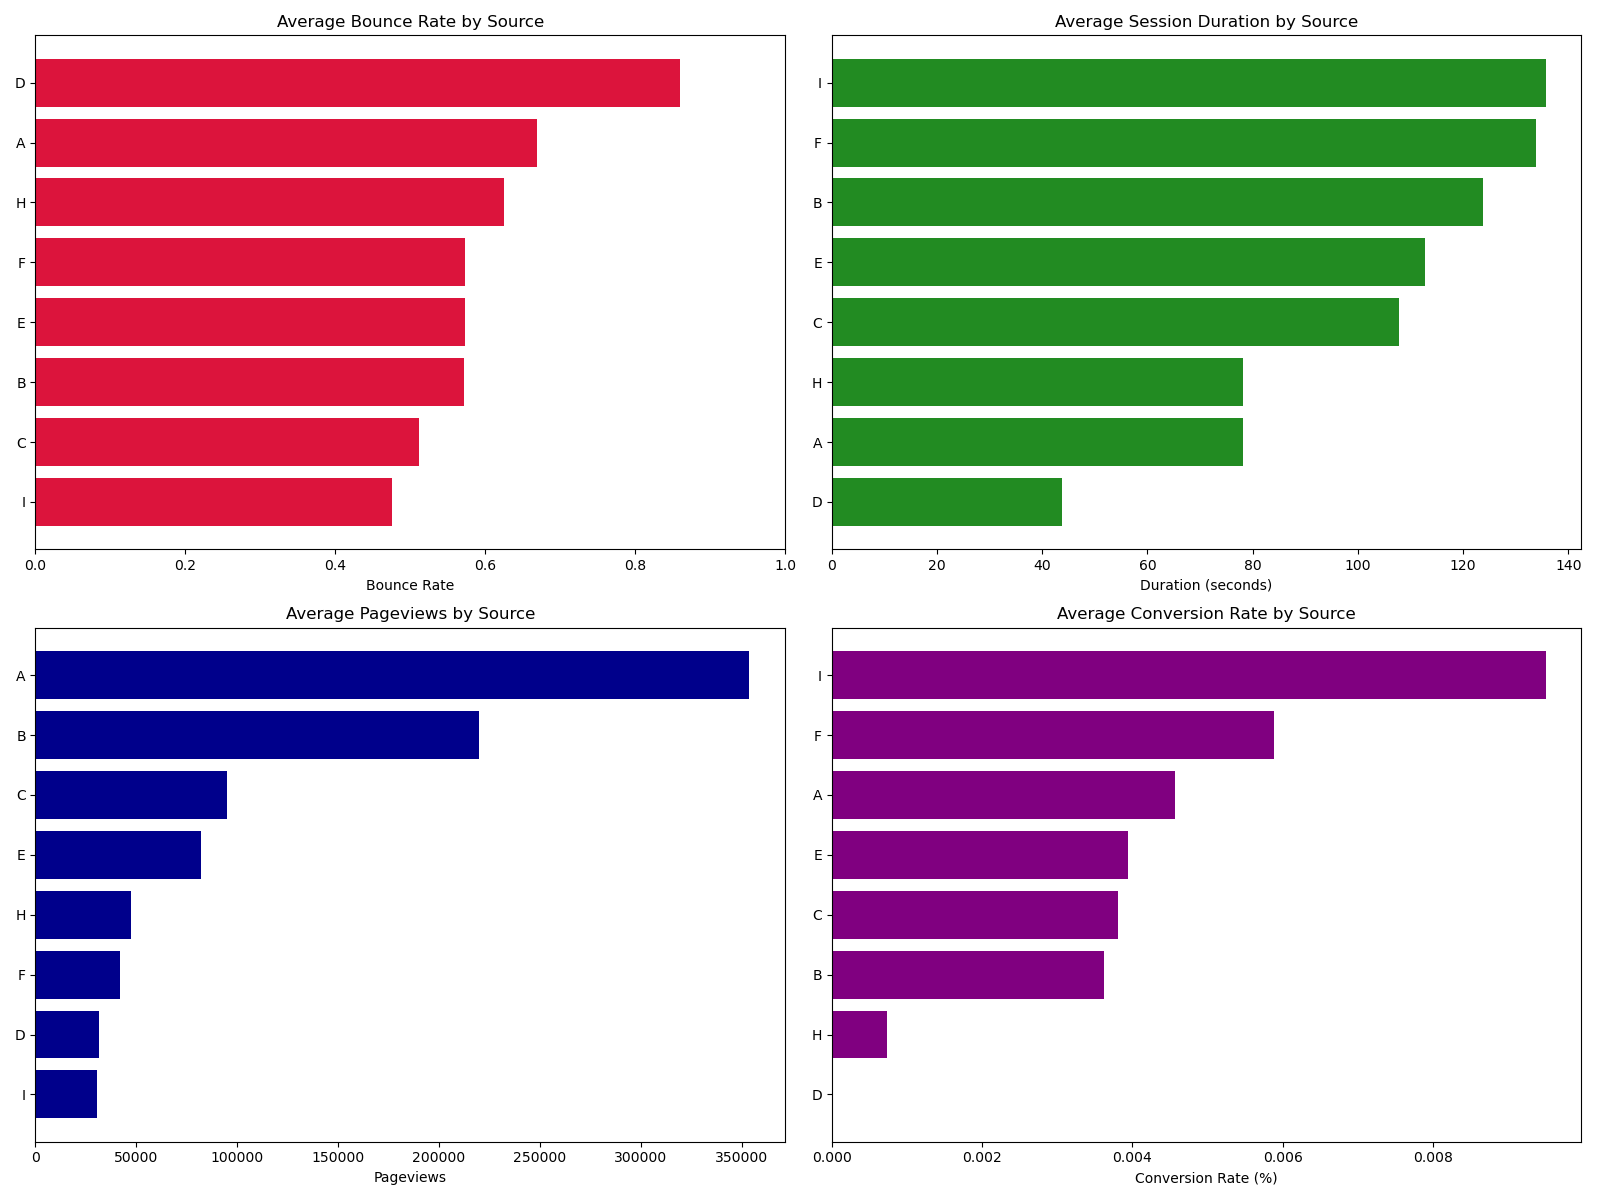 Average Bounce Rate by Source
D
A
H
F
E
B
C
I
0.0 0.2 0.4 0.6 0.8 1.0
Bounce Rate
Average Session Duration by Source
I
F
B
E
C
H
A
D
0 20 40 60 80 100 120 140
Duration (seconds)
Average Pageviews by Source
A
B
C
E
H
F
D
I
0 50000 100000 150000 200000 250000 300000 350000
Pageviews
Average Conversion Rate by Source
I
F
A
E
C
B
H
D
0.000 0.002 0.004 0.006 0.008
Conversion Rate (%)